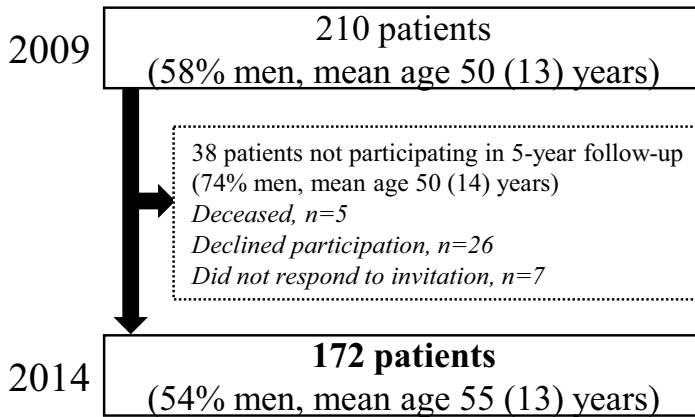 2009
210 patients
(58% men, mean age 50 (13) years)
38 patients not participating in 5-year follow-up
(74% men, mean age 50 (14) years)
Deceased, n=5
Declined participation, n=26
Did not respond to invitation, n=7
2014
172 patients
(54% men, mean age 55 (13) years)